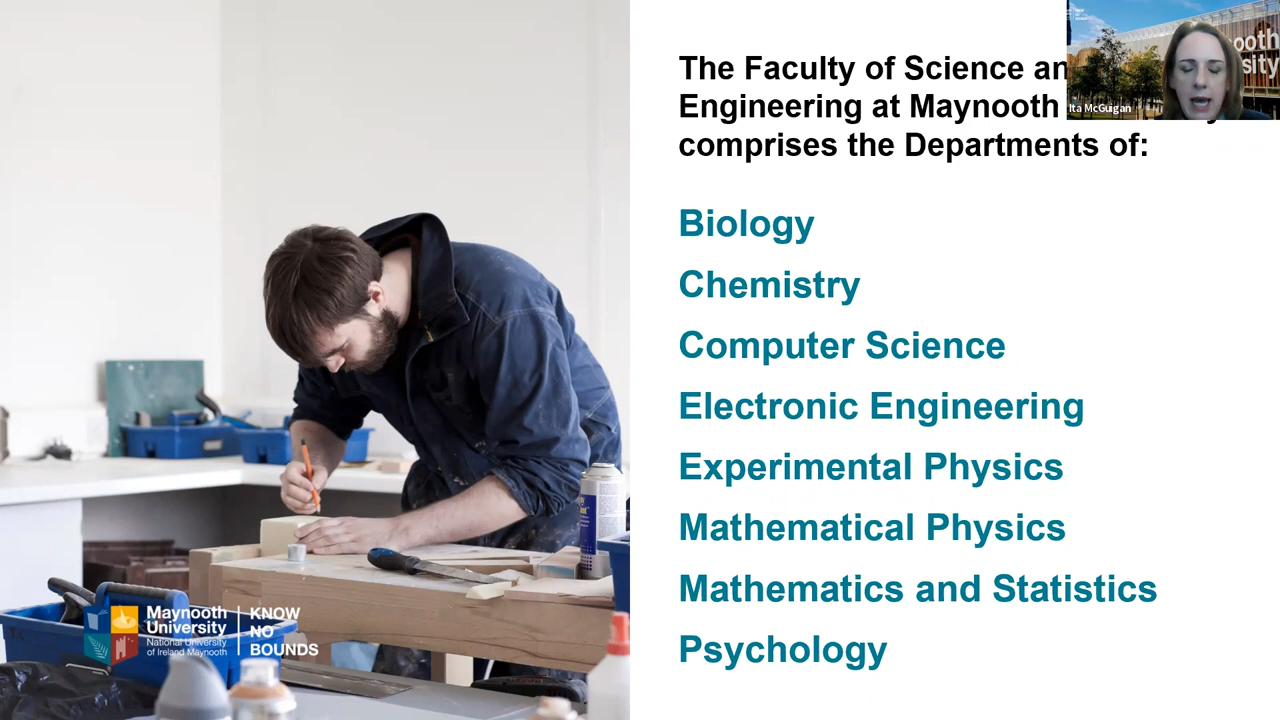 The Faculty of Science an
Engineering at Maynooth
comprises the Departments of:
Biology
Chemistry
Computer Science
Electronic Engineering
Experimental Physics
Mathematical Physics
Mathematics and Statistics
Psychology
Ita McGuigan
ooth
sity
Maynooth
University
National University
of Ireland Maynooth
KNOW
NO
BOUNDS